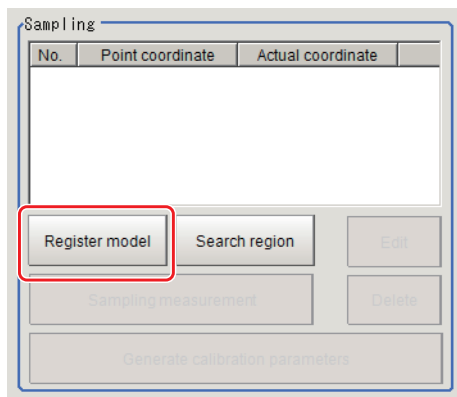 Sampling
No. Point coordinate Actual coordinate
Register model Search region Edit
Sampling measurement Delete
Generate calibration parameters